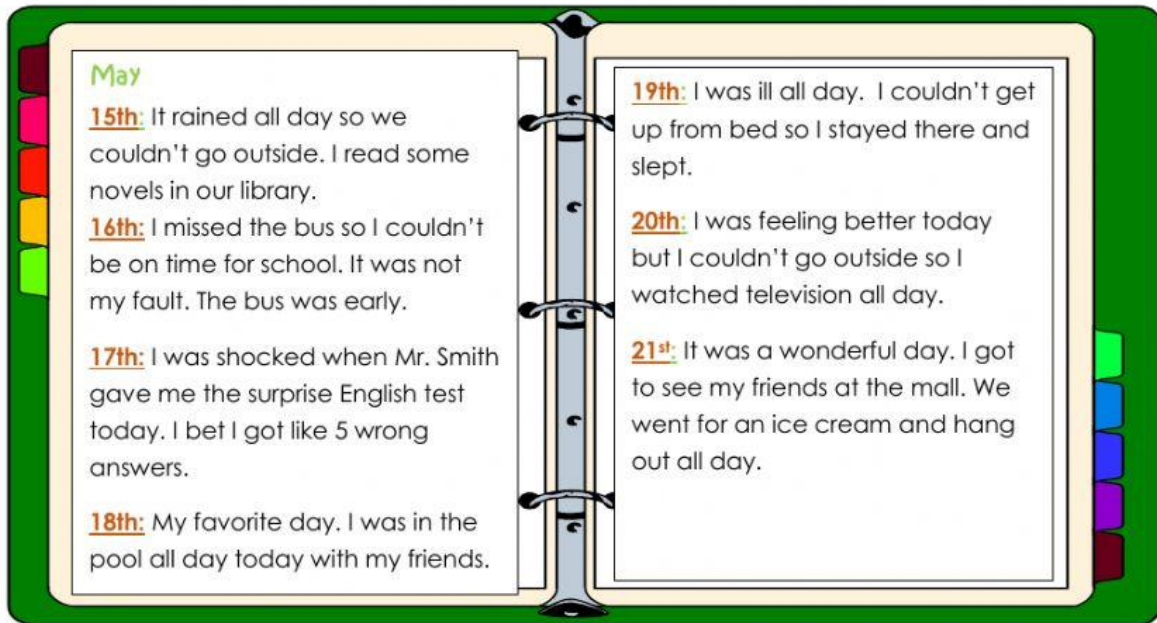 May
15th: It rained all day so we
couldn't go outside. I read some
novels in our library.
16th: I missed the bus so I couldn't
be on time for school. It was not
my fault. The bus was early.
17th: I was shocked when Mr. Smith
gave me the surprise English test
today. I bet I got like 5 wrong
answers.
18th: My favorite day. I was in the
pool all day today with my friends.
19th: I was ill all day. I couldn't get
up from bed so I stayed there and
slept.
20th: I was feeling better today
but I couldn't go outside so I
watched television all day.
21st: It was a wonderful day. I got
to see my friends at the mall. We
went for an ice cream and hang
out all day.